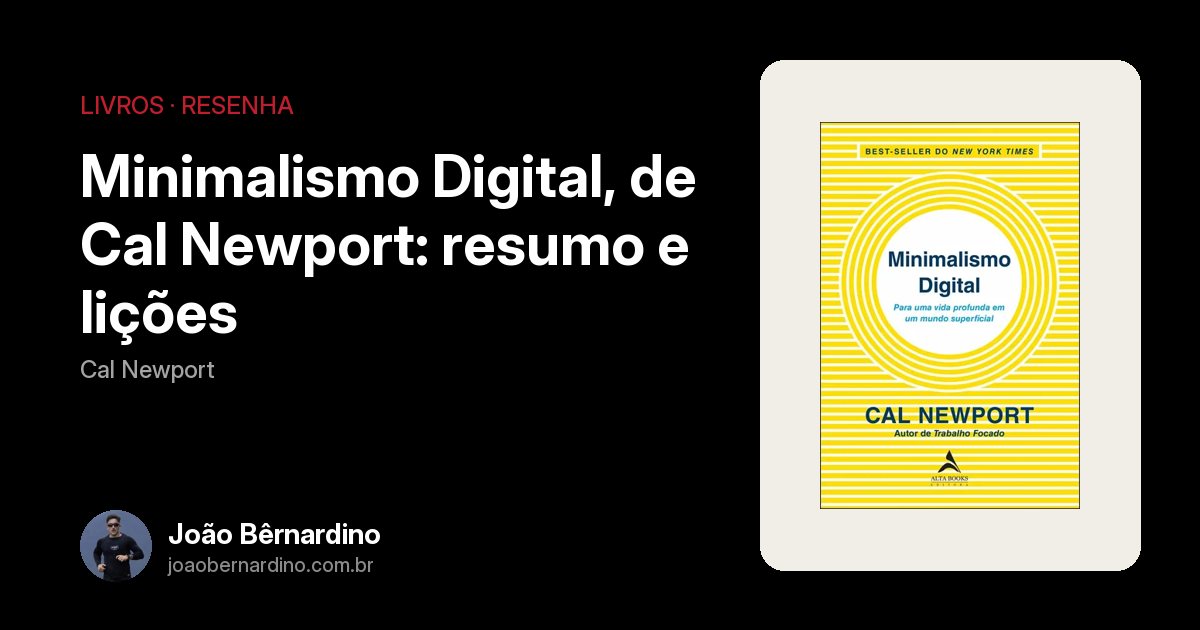 LIVROS · RESENHA
Minimalismo Digital, de
Cal Newport: resumo e
lições
Cal Newport
João Bêrnardino
joaobernardino.com.br
BEST-SELLER DO NEW YORK TIMES
Minimalismo
Digital
Para uma vida profunda em
um mundo superficial
CAL NEWPORT
Autor de Trabalho Focado
ALTA BOOKS
EDITORA